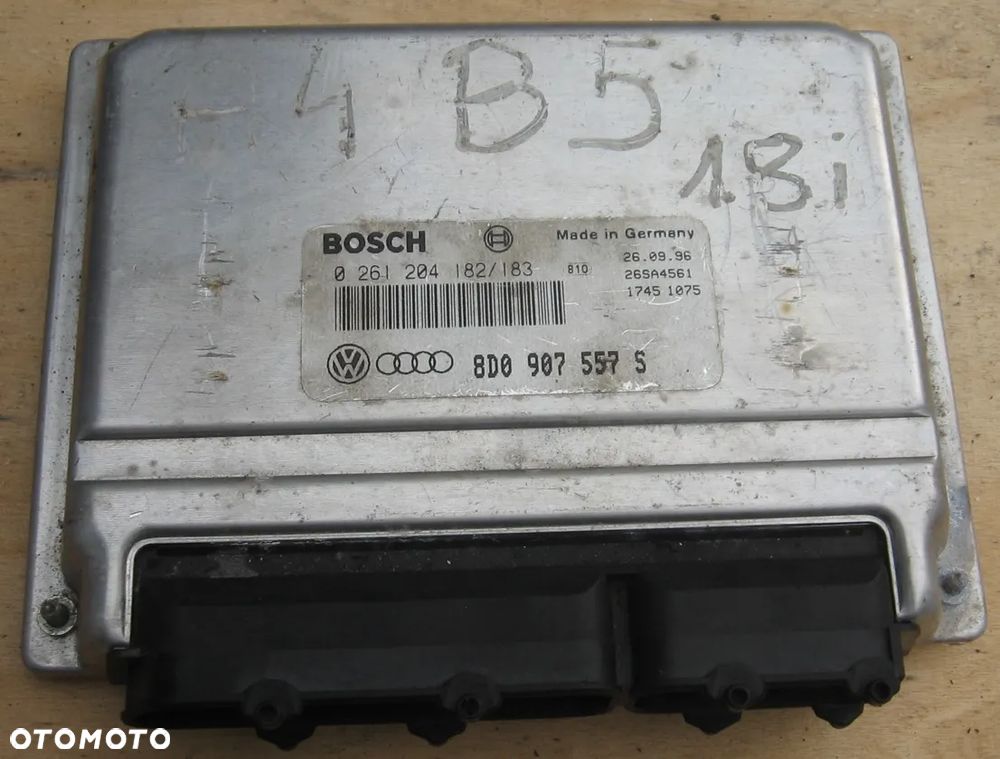 -4 B5
1.8i
BOSCH
Made in Germany
0 261 204 182/183
B10
26.09.96
26SA4561
1745 1075
8D0 907 557 S
OTOMOTO